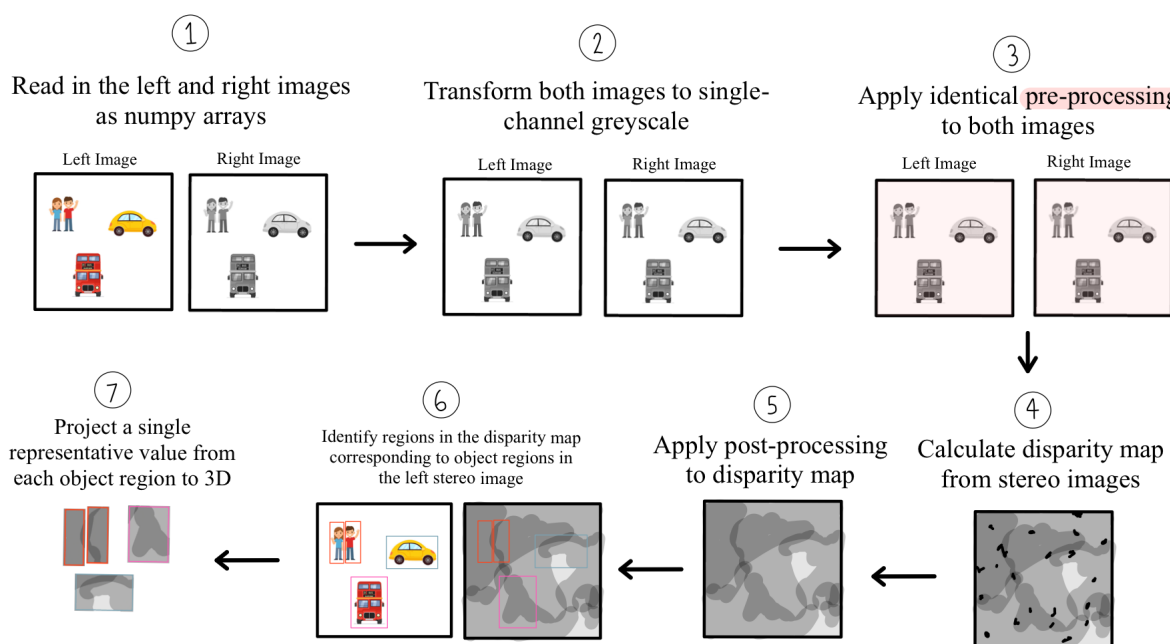 1
Read in the left and right images
as numpy arrays
Left Image
Right Image
2
Transform both images to single-
channel greyscale
Left Image
Right Image
3
Apply identical pre-processing
to both images
Left Image
Right Image
4
Calculate disparity map
from stereo images
5
Apply post-processing
to disparity map
6
Identify regions in the disparity map
corresponding to object regions in
the left stereo image
7
Project a single
representative value from
each object region to 3D